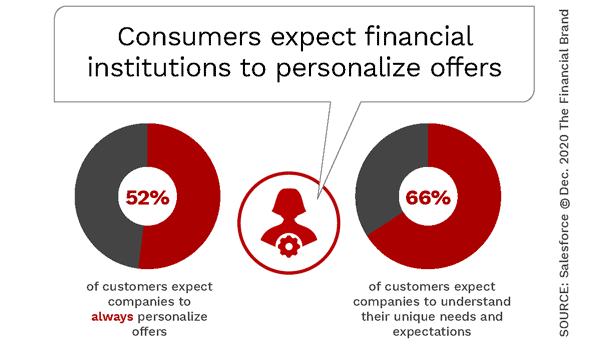 Consumers expect financial
institutions to personalize offers
52%
of customers expect
companies to
always personalize
offers
66%
of customers expect
companies to understand
their unique needs and
expectations
SOURCE: Salesforce © Dec. 2020 The Financial Brand